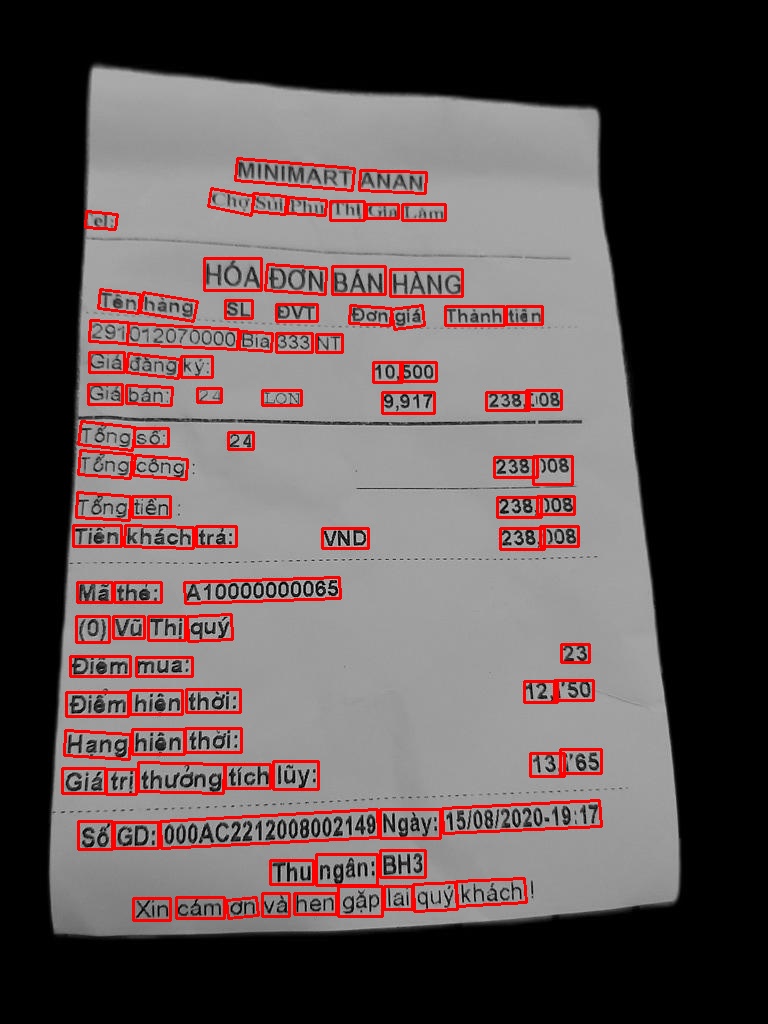 MINIMART ANAN
Chợ Sủi Phú Thị Gia Lâm
Tel:
HÓA ĐƠN BÁN HÀNG
Tên hàng SL ĐVT Đơn giá Thành tiền
291012070000 Bia 333 NT
Giá đăng ký: 10,500
Giá bán: 24 LON 9,917 238,008
Tổng số: 24
Tổng cộng : 238,008
Tổng tiền : 238,008
Tiền khách trả: VND 238,008
Mã thẻ: A10000000065
(0) Vũ Thị quý
Điểm mua: 23
Điểm hiện thời:
Hạng hiện thời:
Giá trị thưởng tích lũy:
Số GD: 000AC2212008002149 Ngày: 15/08/2020-19:17
Thu ngân: BH3
Xin cám ơn và hẹn gặp lại quý khách !